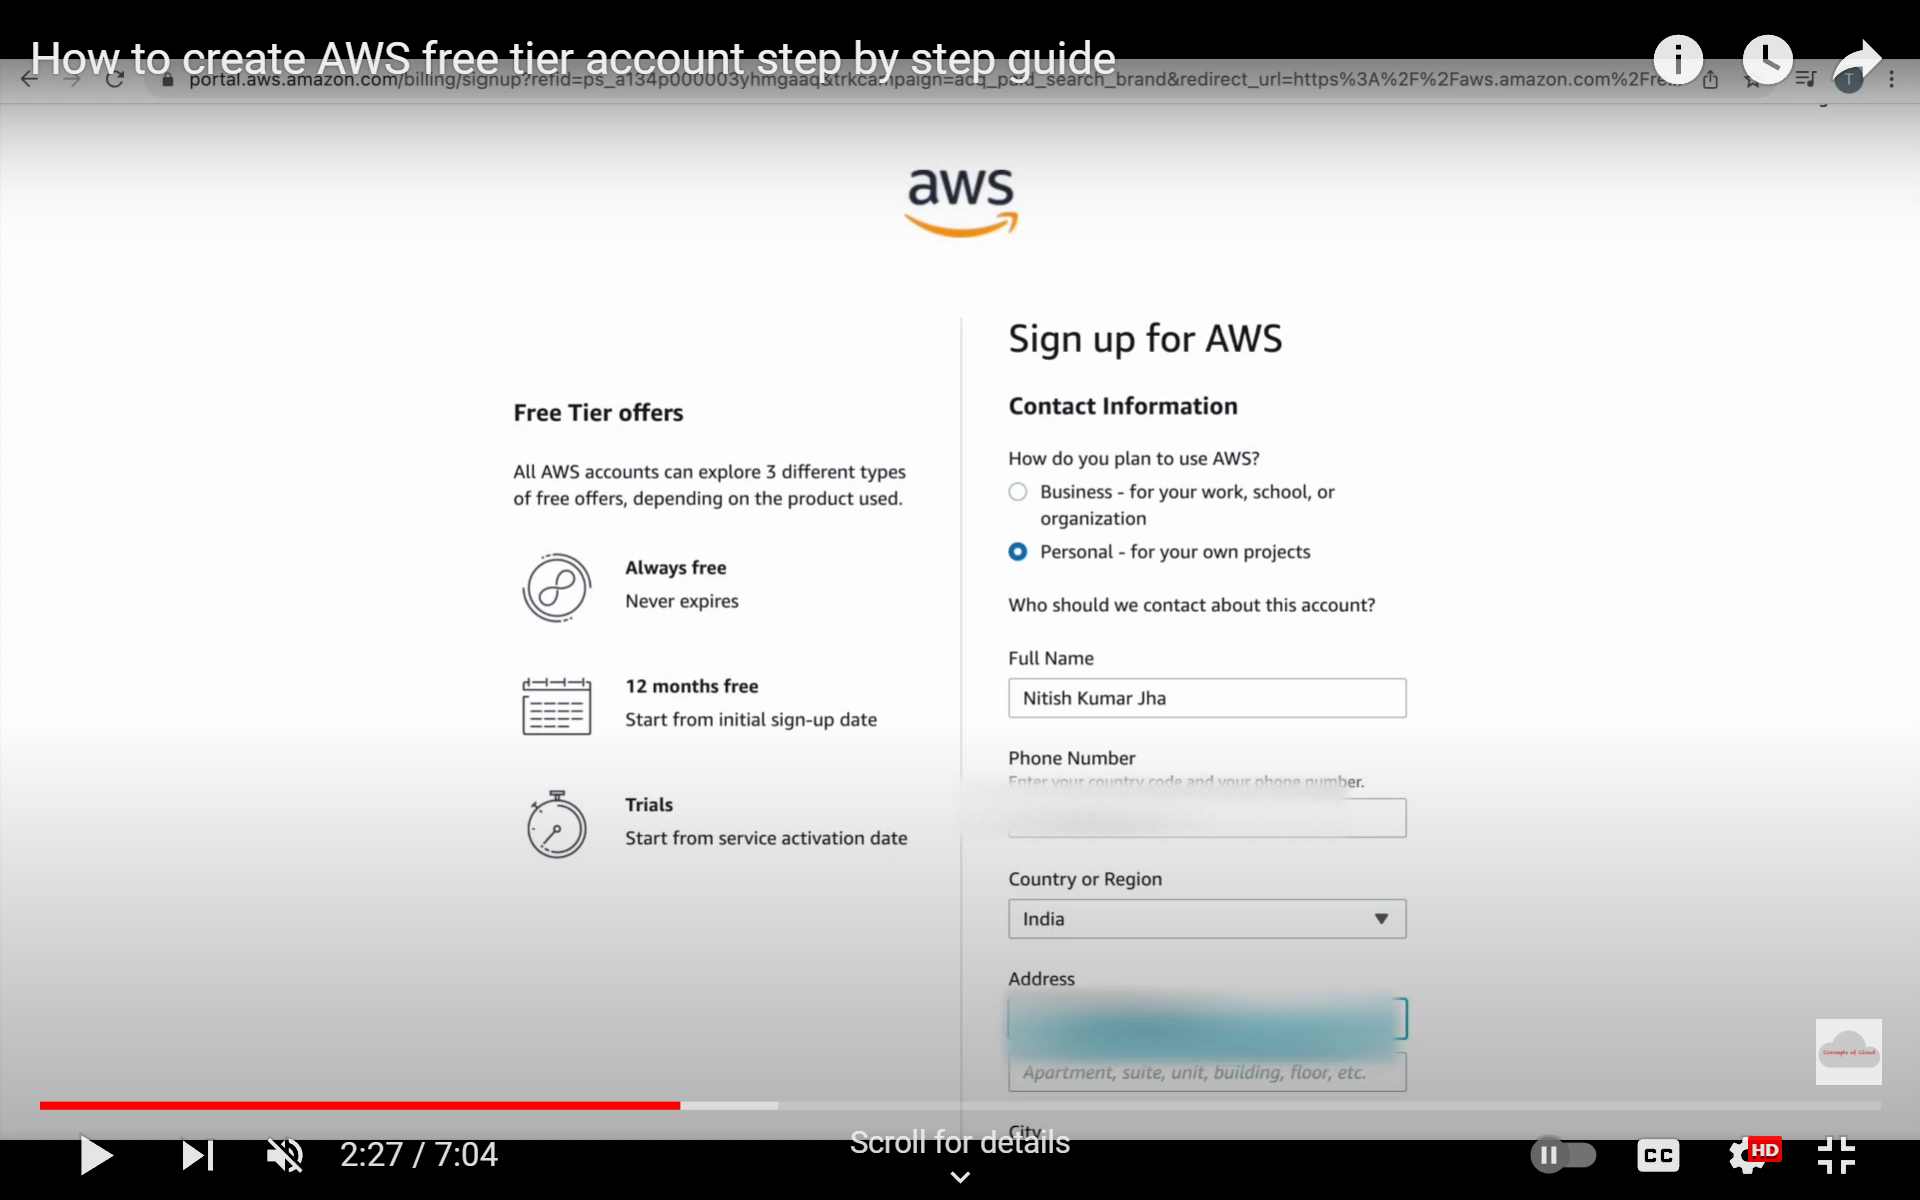 How to create AWS free tier account step by step guide
portal.aws.amazon.com/billing/signup?refid=ps_a134p000003yhmgaaq&trkcampaign=acq_paid_search_brand&redirect_url=https%3A%2F%2Faws.amazon.com%2Fre...
T
aws
Free Tier offers
All AWS accounts can explore 3 different types
of free offers, depending on the product used.
Always free
Never expires
12 months free
Start from initial sign-up date
Trials
Start from service activation date
Sign up for AWS
Contact Information
How do you plan to use AWS?
Business - for your work, school, or
organization
Personal - for your own projects
Who should we contact about this account?
Full Name
Nitish Kumar Jha
Phone Number
Enter your country code and your phone number.
Country or Region
India
Address
Apartment, suite, unit, building, floor, etc.
City
Concepts of Cloud
2:27 / 7:04
Scroll for details
CC
HD